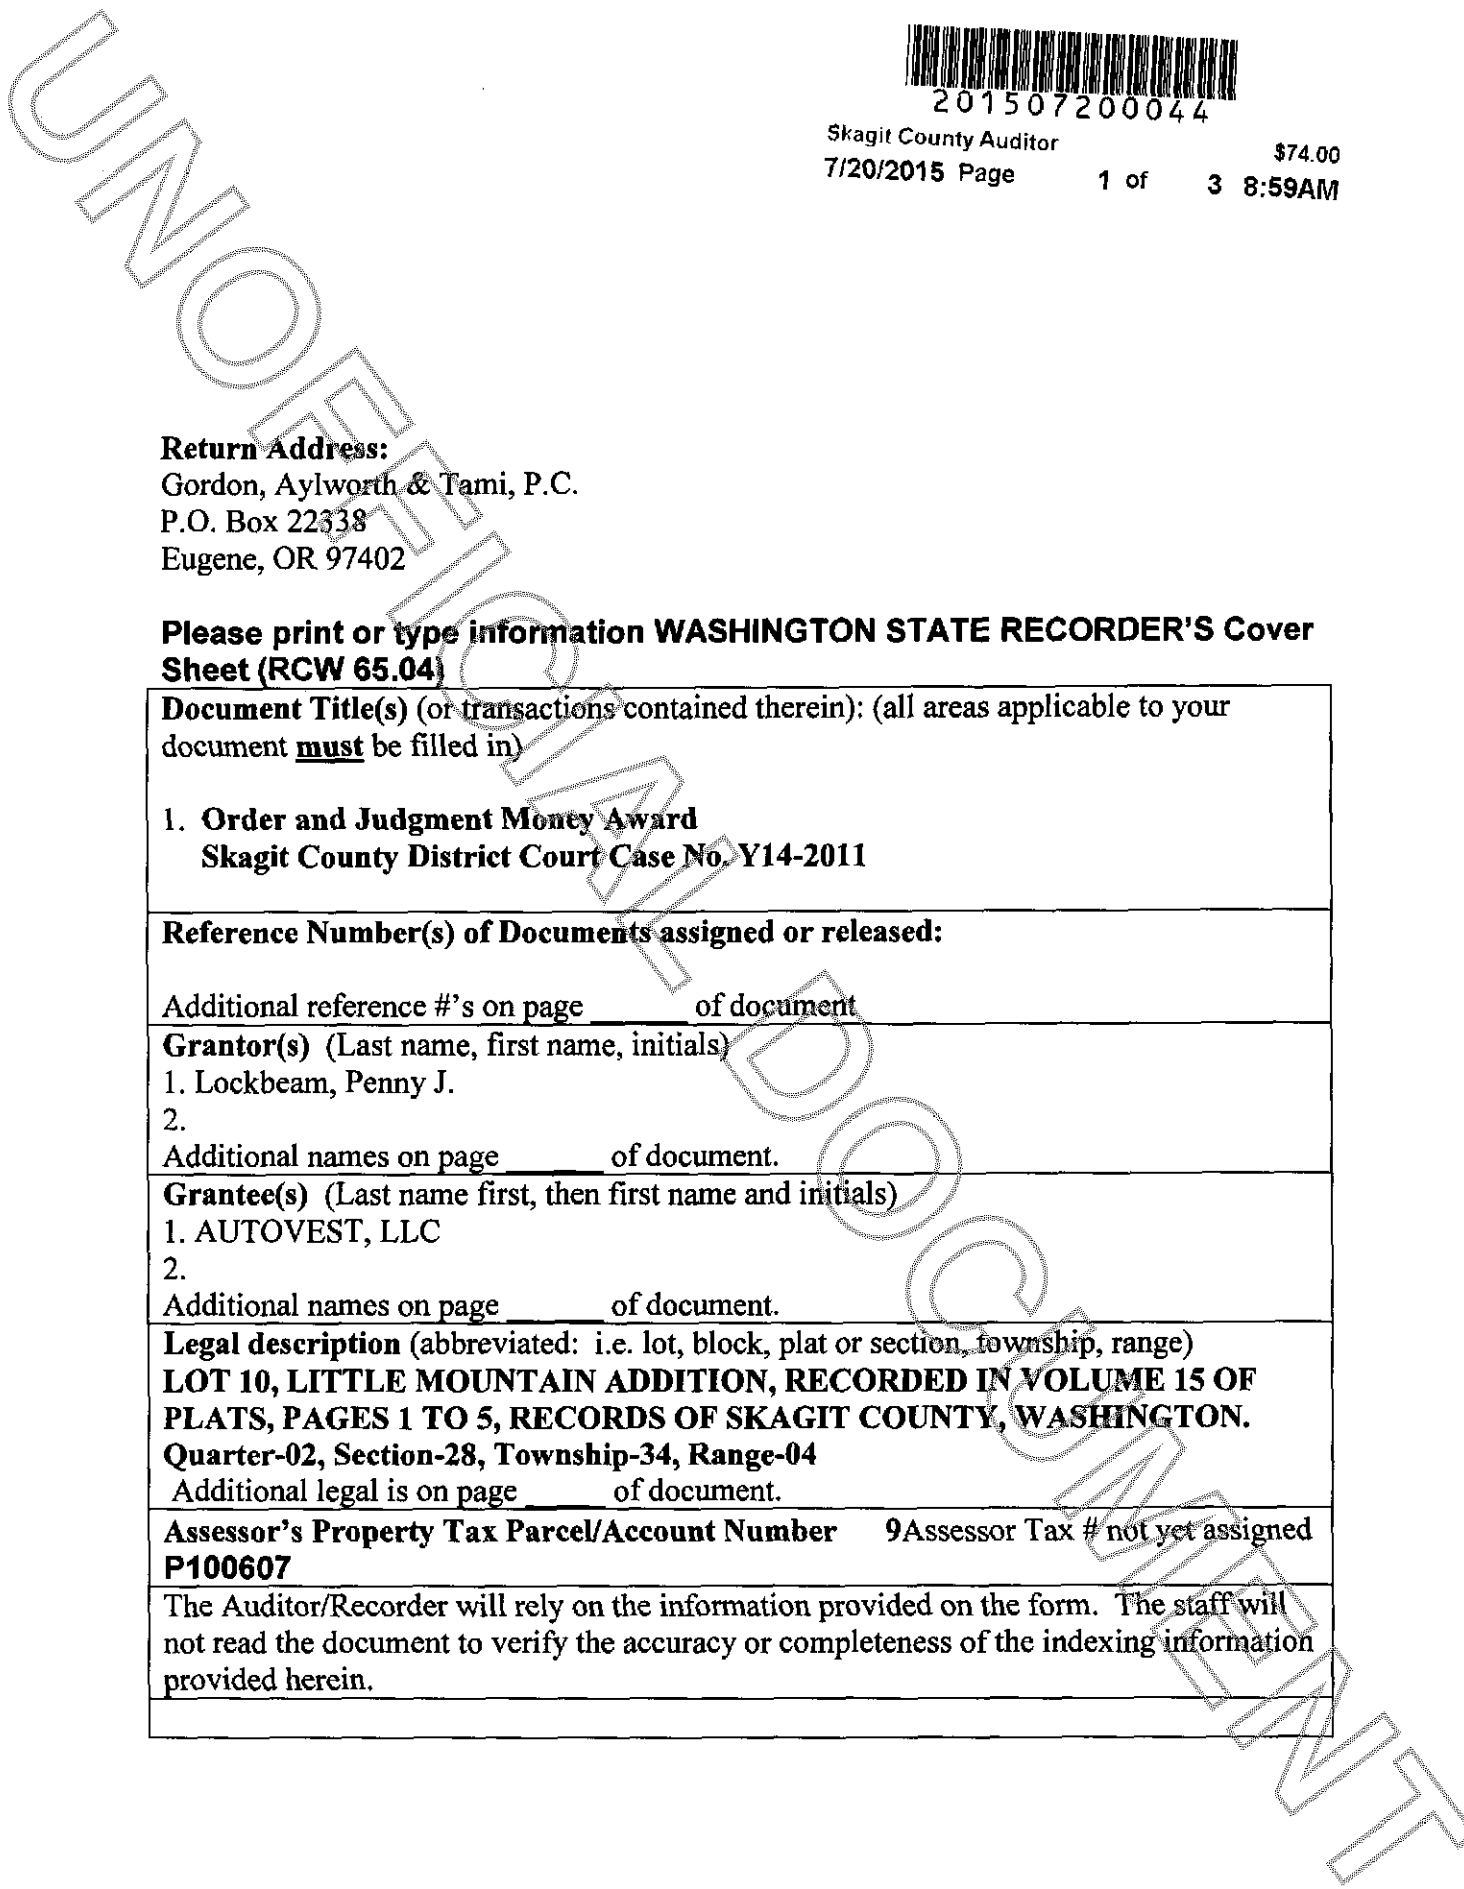 201507200044
Skagit County Auditor $74.00
7/20/2015 Page 1 of 3 8:59AM
UNOFFICIAL DOCUMENT
Return Address:
Gordon, Aylworth & Tami, P.C.
P.O. Box 22338
Eugene, OR 97402
Please print or type information WASHINGTON STATE RECORDER'S Cover
Sheet (RCW 65.04)
Document Title(s) (or transactions contained therein): (all areas applicable to your
document must be filled in)
1. Order and Judgment Money Award
Skagit County District Court Case No. Y14-2011
Reference Number(s) of Documents assigned or released:
Additional reference #'s on page ______ of document
Grantor(s) (Last name, first name, initials)
1. Lockbeam, Penny J.
2.
Additional names on page ______ of document.
Grantee(s) (Last name first, then first name and initials)
1. AUTOVEST, LLC
2.
Additional names on page ______ of document.
Legal description (abbreviated: i.e. lot, block, plat or section, township, range)
LOT 10, LITTLE MOUNTAIN ADDITION, RECORDED IN VOLUME 15 OF
PLATS, PAGES 1 TO 5, RECORDS OF SKAGIT COUNTY, WASHINGTON.
Quarter-02, Section-28, Township-34, Range-04
Additional legal is on page _____ of document.
Assessor's Property Tax Parcel/Account Number 9Assessor Tax # not yet assigned
P100607
The Auditor/Recorder will rely on the information provided on the form. The staff will
not read the document to verify the accuracy or completeness of the indexing information
provided herein.